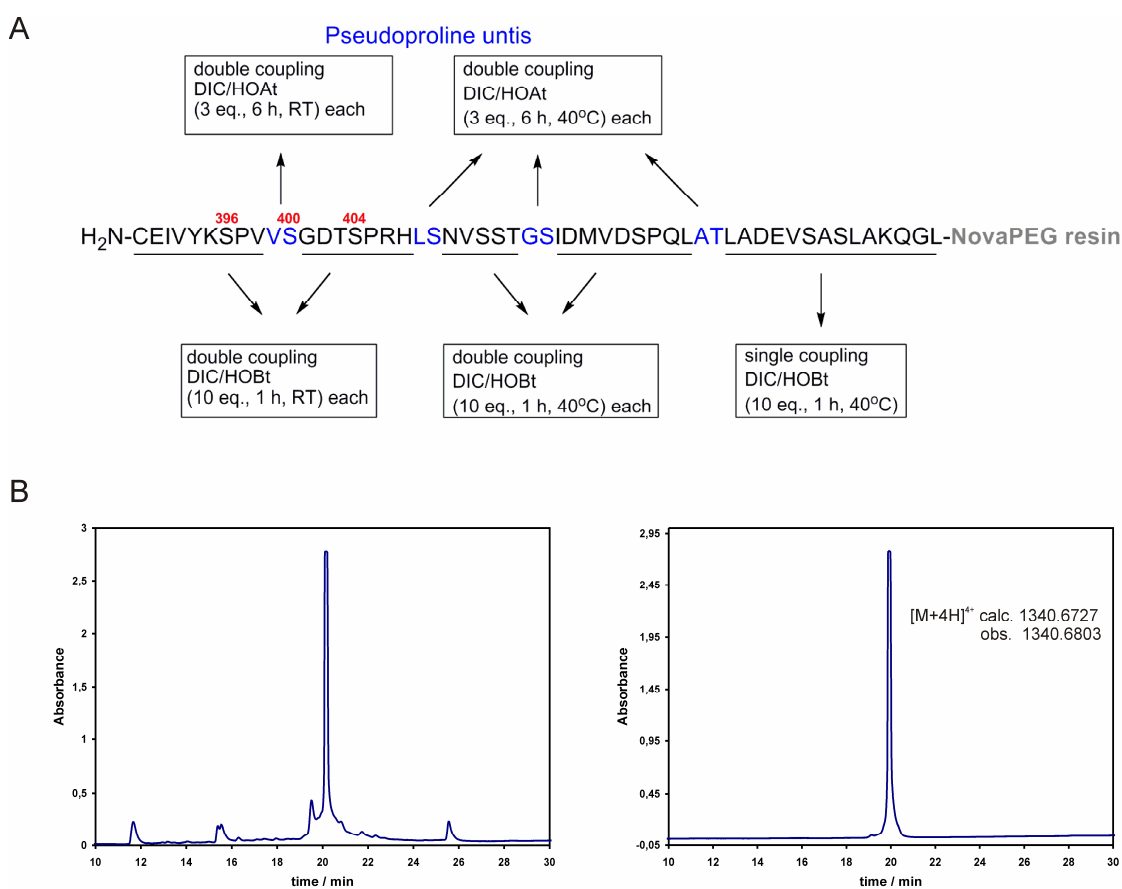 A
Pseudoproline untis
double coupling
DIC/HOAt
(3 eq., 6 h, RT) each
double coupling
DIC/HOAt
(3 eq., 6 h, 40°C) each
396 400 404
H₂N-CEIVYKSPVVSGDTSPRHLSNVSSTGSIDMVDSPQLATLADEVSASLAKQGL-NovaPEG resin
double coupling
DIC/HOBt
(10 eq., 1 h, RT) each
double coupling
DIC/HOBt
(10 eq., 1 h, 40°C) each
single coupling
DIC/HOBt
(10 eq., 1 h, 40°C)
B
3
2,5
2
1,5
1
0,5
0
Absorbance
10 12 14 16 18 20 22 24 26 28 30
time / min
2,95
2,45
1,95
1,45
0,95
0,45
-0,05
Absorbance
[M+4H]⁴⁺ calc. 1340.6727
obs. 1340.6803
10 12 14 16 18 20 22 24 26 28 30
time / min